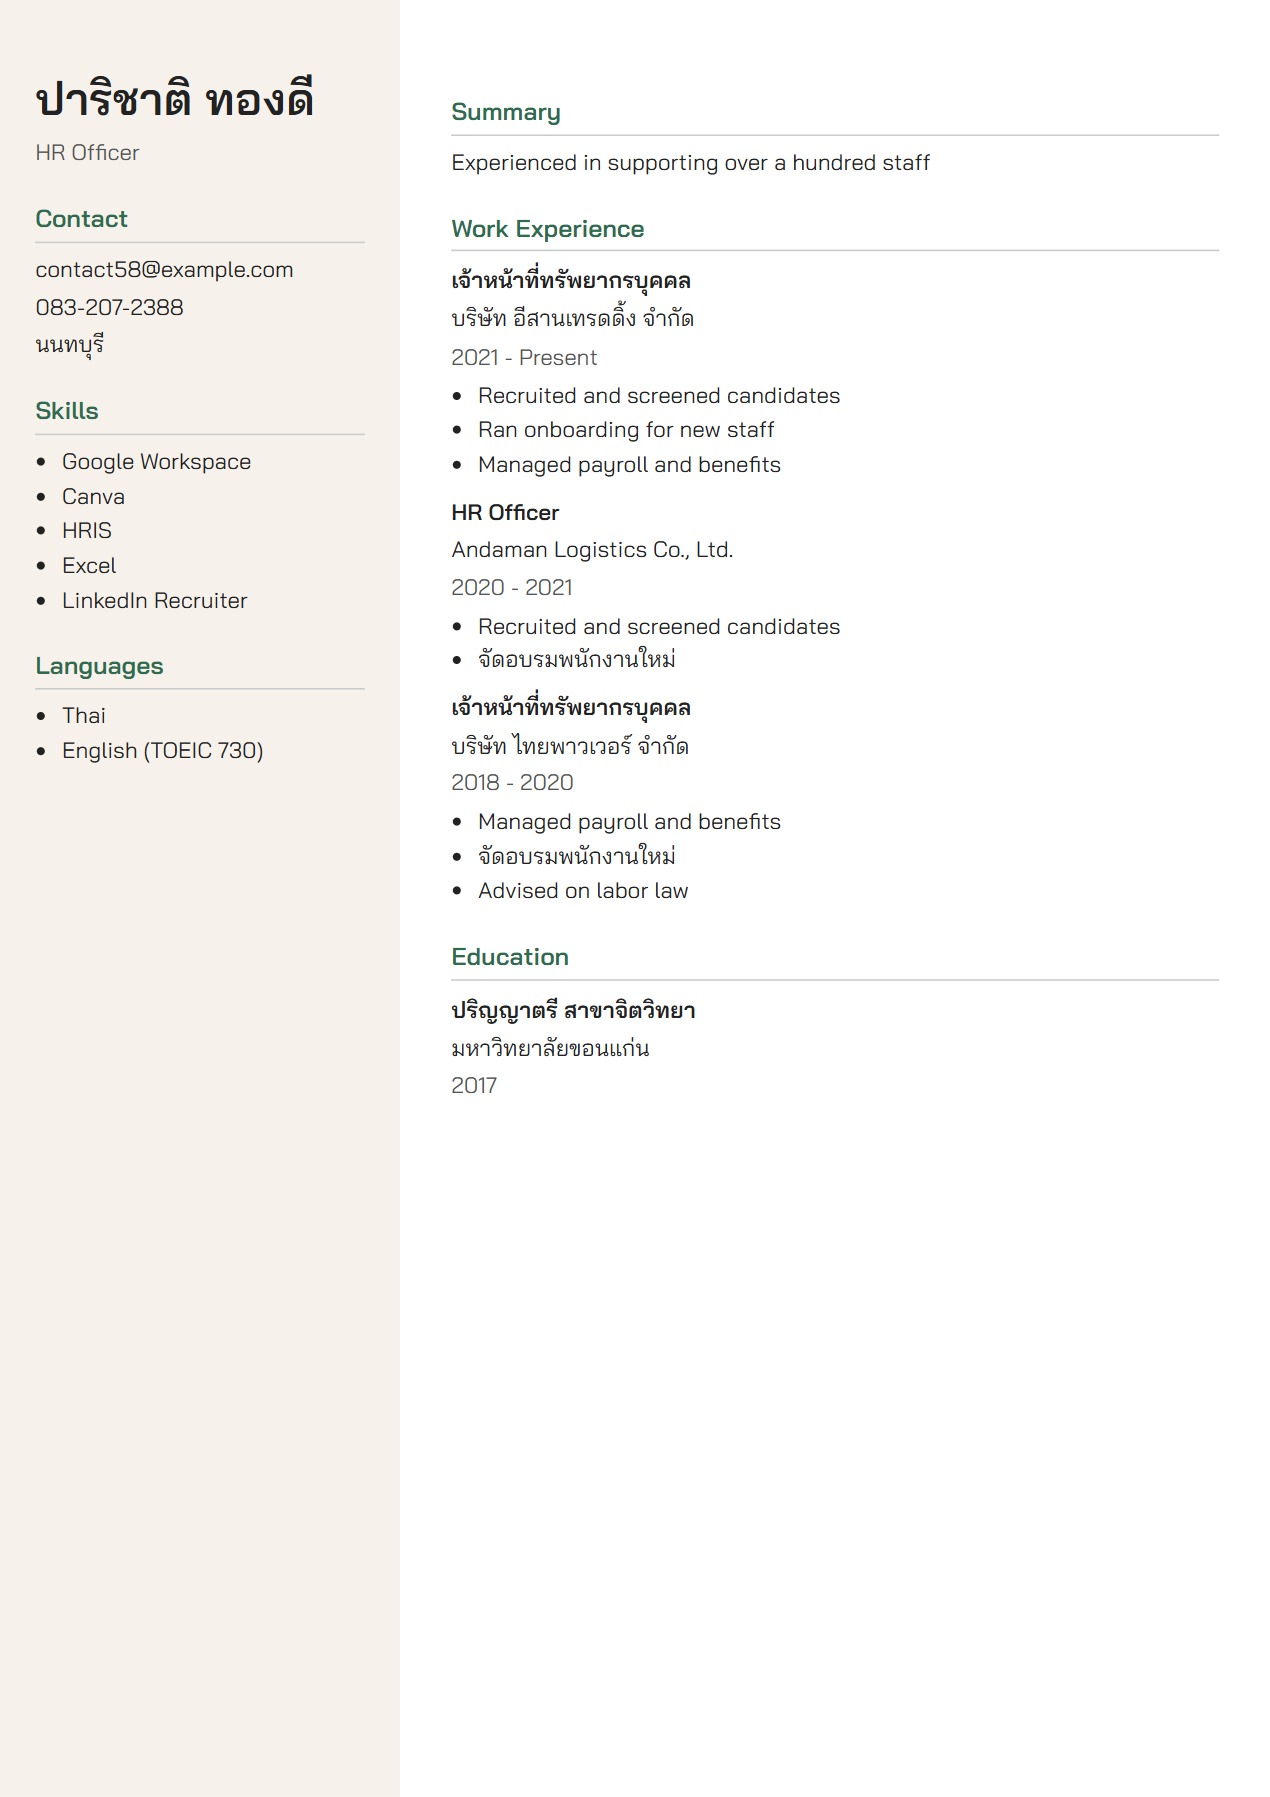 ปาริชาติ ทองดี
HR Officer
Contact
contact58@example.com
083-207-2388
นนทบุรี
Skills
• Google Workspace
• Canva
• HRIS
• Excel
• LinkedIn Recruiter
Languages
• Thai
• English (TOEIC 730)
Summary
Experienced in supporting over a hundred staff
Work Experience
เจ้าหน้าที่ทรัพยากรบุคคล
บริษัท อีสานเทรดดิ้ง จำกัด
2021 - Present
• Recruited and screened candidates
• Ran onboarding for new staff
• Managed payroll and benefits
HR Officer
Andaman Logistics Co., Ltd.
2020 - 2021
• Recruited and screened candidates
• จัดอบรมพนักงานใหม่
เจ้าหน้าที่ทรัพยากรบุคคล
บริษัท ไทยพาวเวอร์ จำกัด
2018 - 2020
• Managed payroll and benefits
• จัดอบรมพนักงานใหม่
• Advised on labor law
Education
ปริญญาตรี สาขาจิตวิทยา
มหาวิทยาลัยขอนแก่น
2017